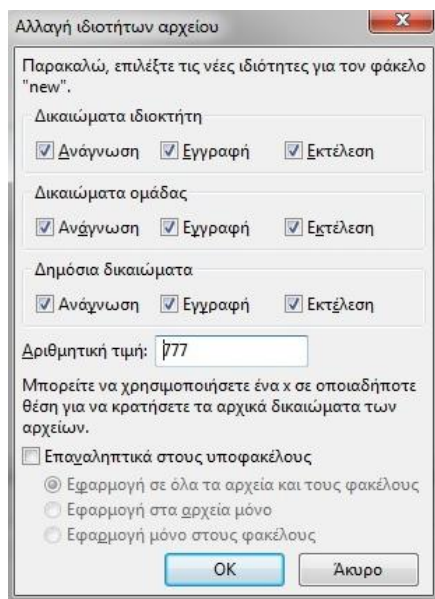 Αλλαγή ιδιοτήτων αρχείου
Παρακαλώ, επιλέξτε τις νέες ιδιότητες για τον φάκελο
"new".
Δικαιώματα ιδιοκτήτη
Ανάγνωση Εγγραφή Εκτέλεση
Δικαιώματα ομάδας
Ανάγνωση Εγγραφή Εκτέλεση
Δημόσια δικαιώματα
Ανάγνωση Εγγραφή Εκτέλεση
Αριθμητική τιμή: 777
Μπορείτε να χρησιμοποιήσετε ένα x σε οποιαδήποτε
θέση για να κρατήσετε τα αρχικά δικαιώματα των
αρχείων.
Επαναληπτικά στους υποφακέλους
Εφαρμογή σε όλα τα αρχεία και τους φακέλους
Εφαρμογή στα αρχεία μόνο
Εφαρμογή μόνο στους φακέλους
OK Άκυρο